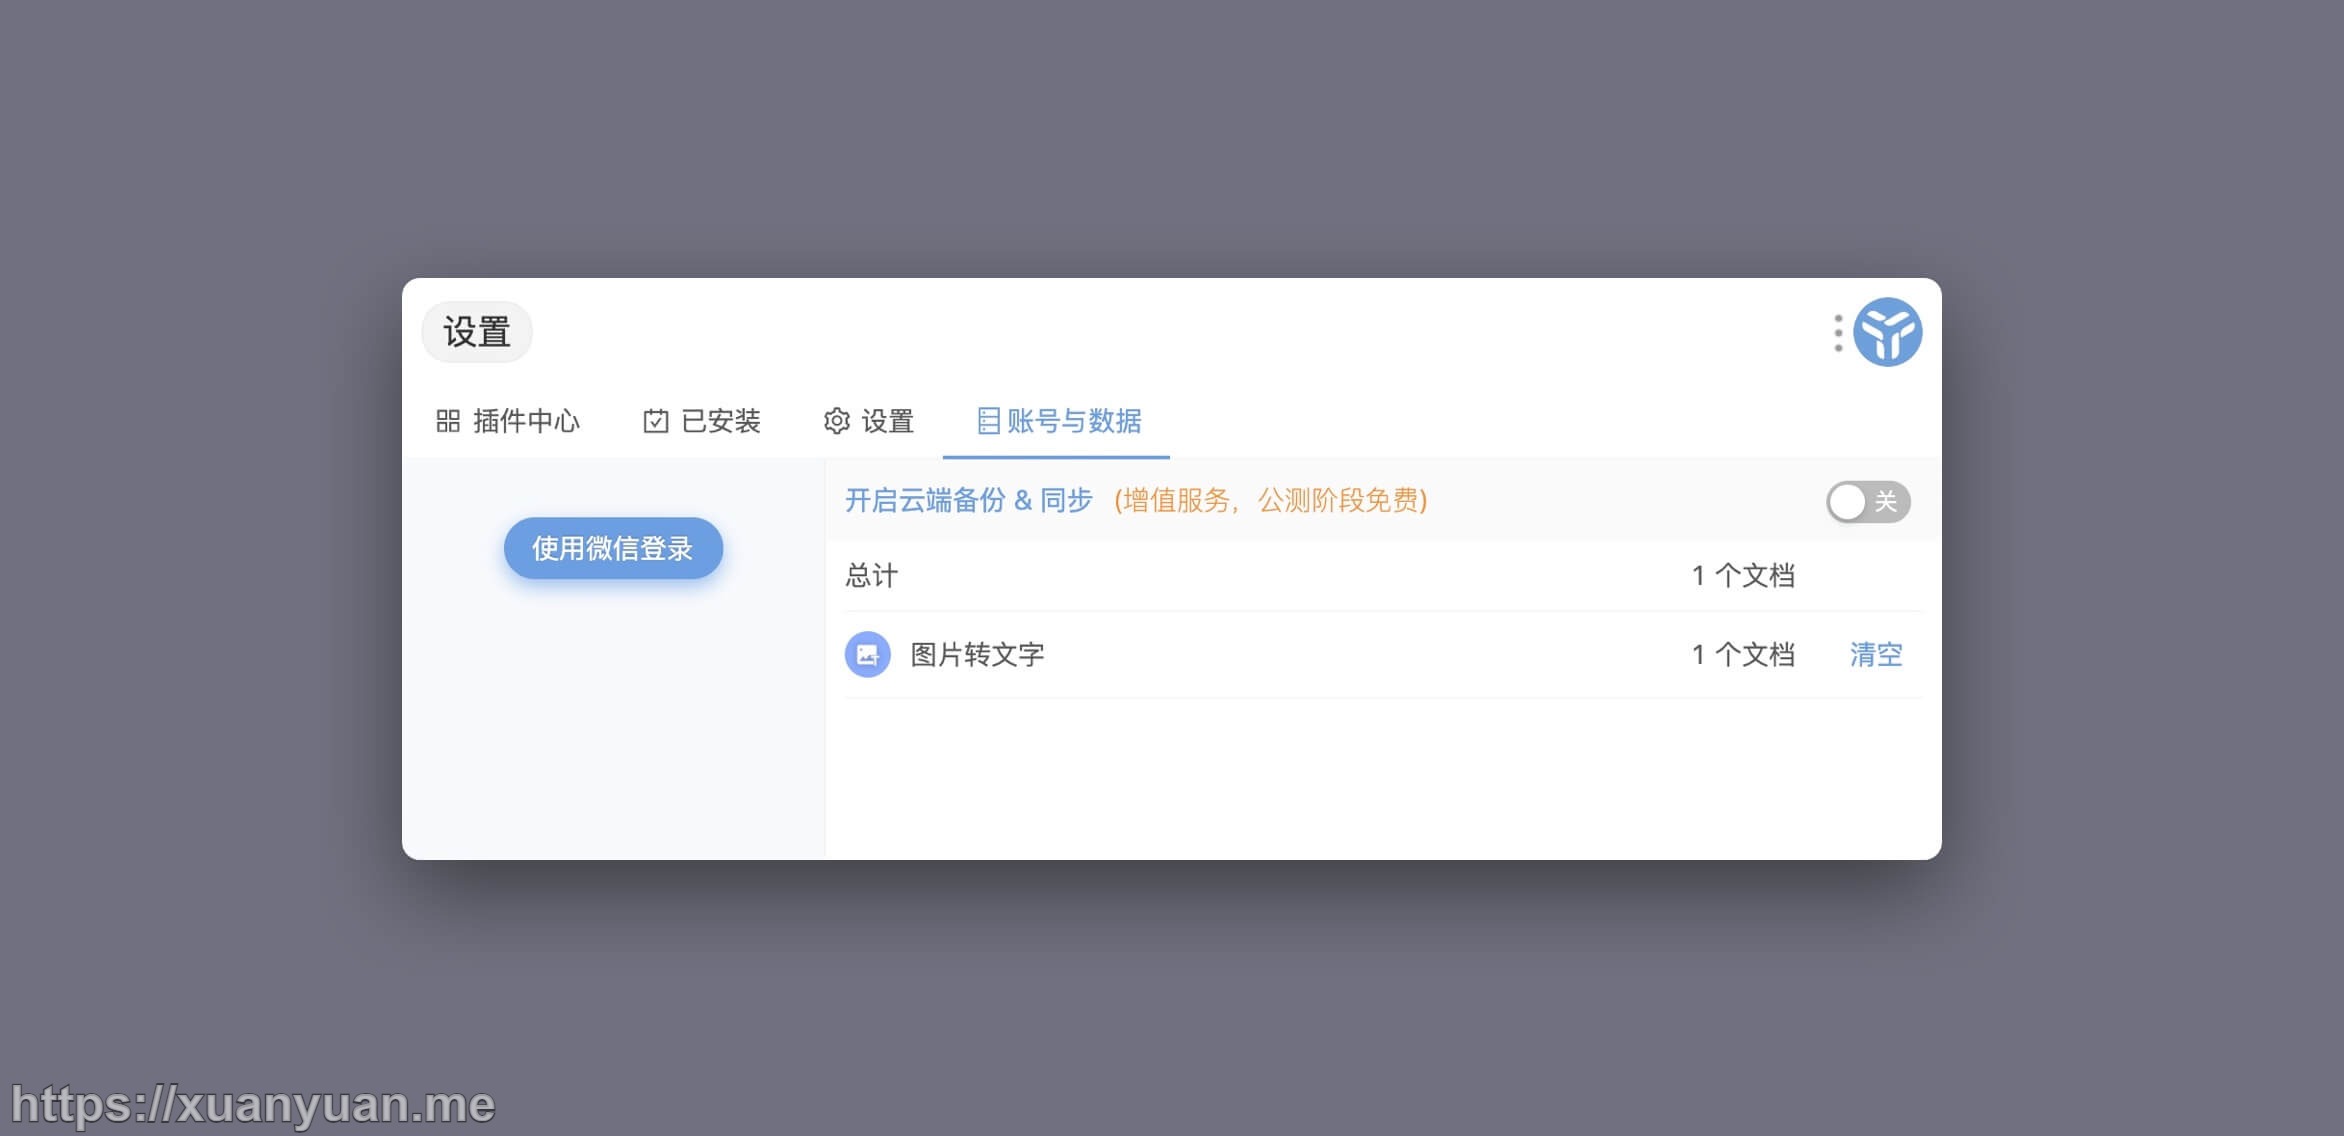 设置
插件中心 已安装 设置 账号与数据
使用微信登录
开启云端备份 & 同步 (增值服务，公测阶段免费) 关
总计 1 个文档
图片转文字 1 个文档 清空
https://xuanyuan.me